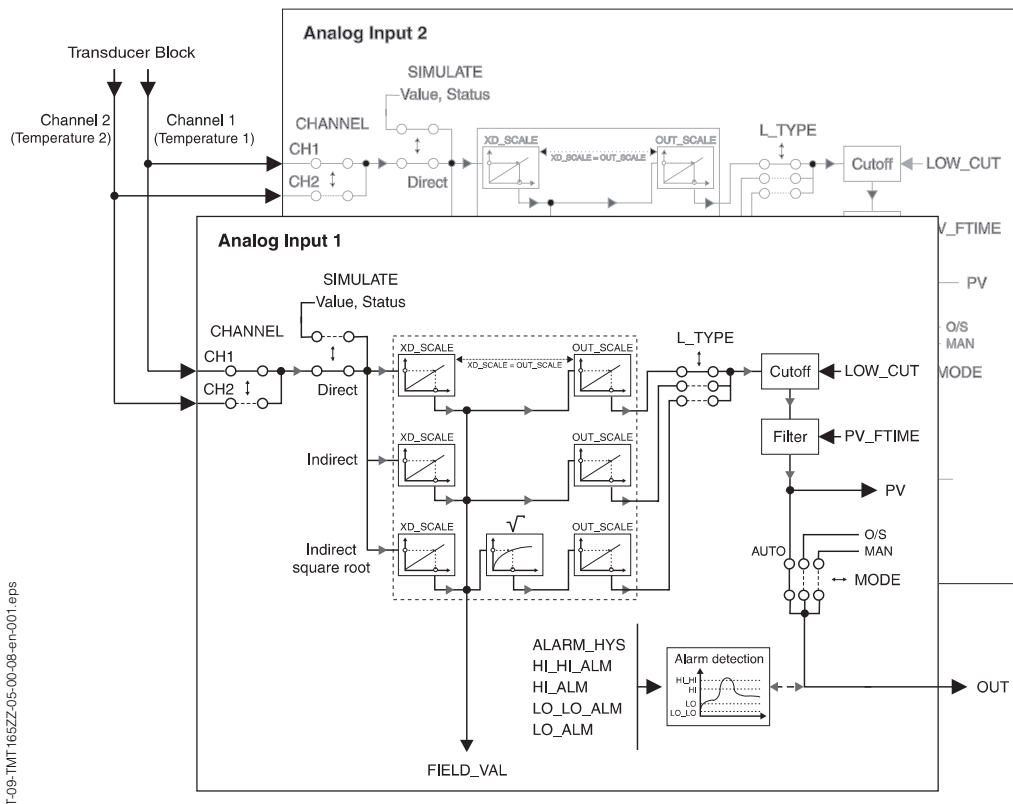 Analog Input 2
Transducer Block
SIMULATE
Value, Status
Channel 2
(Temperature 2)
Channel 1
(Temperature 1)
CHANNEL
CH1
CH2
Direct
XD_SCALE
XD_SCALE = OUT_SCALE
OUT_SCALE
L_TYPE
Cutoff
LOW_CUT
V_FTIME
PV
O/S
MAN
MODE
Analog Input 1
SIMULATE
Value, Status
CHANNEL
CH1
CH2
Direct
XD_SCALE
XD_SCALE = OUT_SCALE
OUT_SCALE
L_TYPE
Cutoff
LOW_CUT
Filter
PV_FTIME
Indirect
XD_SCALE
OUT_SCALE
PV
Indirect
square root
XD_SCALE
√
OUT_SCALE
AUTO
O/S
MAN
MODE
ALARM_HYS
HI_HI_ALM
HI_ALM
LO_LO_ALM
LO_ALM
Alarm detection
HI_HI
HI
LO
LO_LO
OUT
FIELD_VAL
T-09-TMT165ZZ-05-00-08-en-001.eps